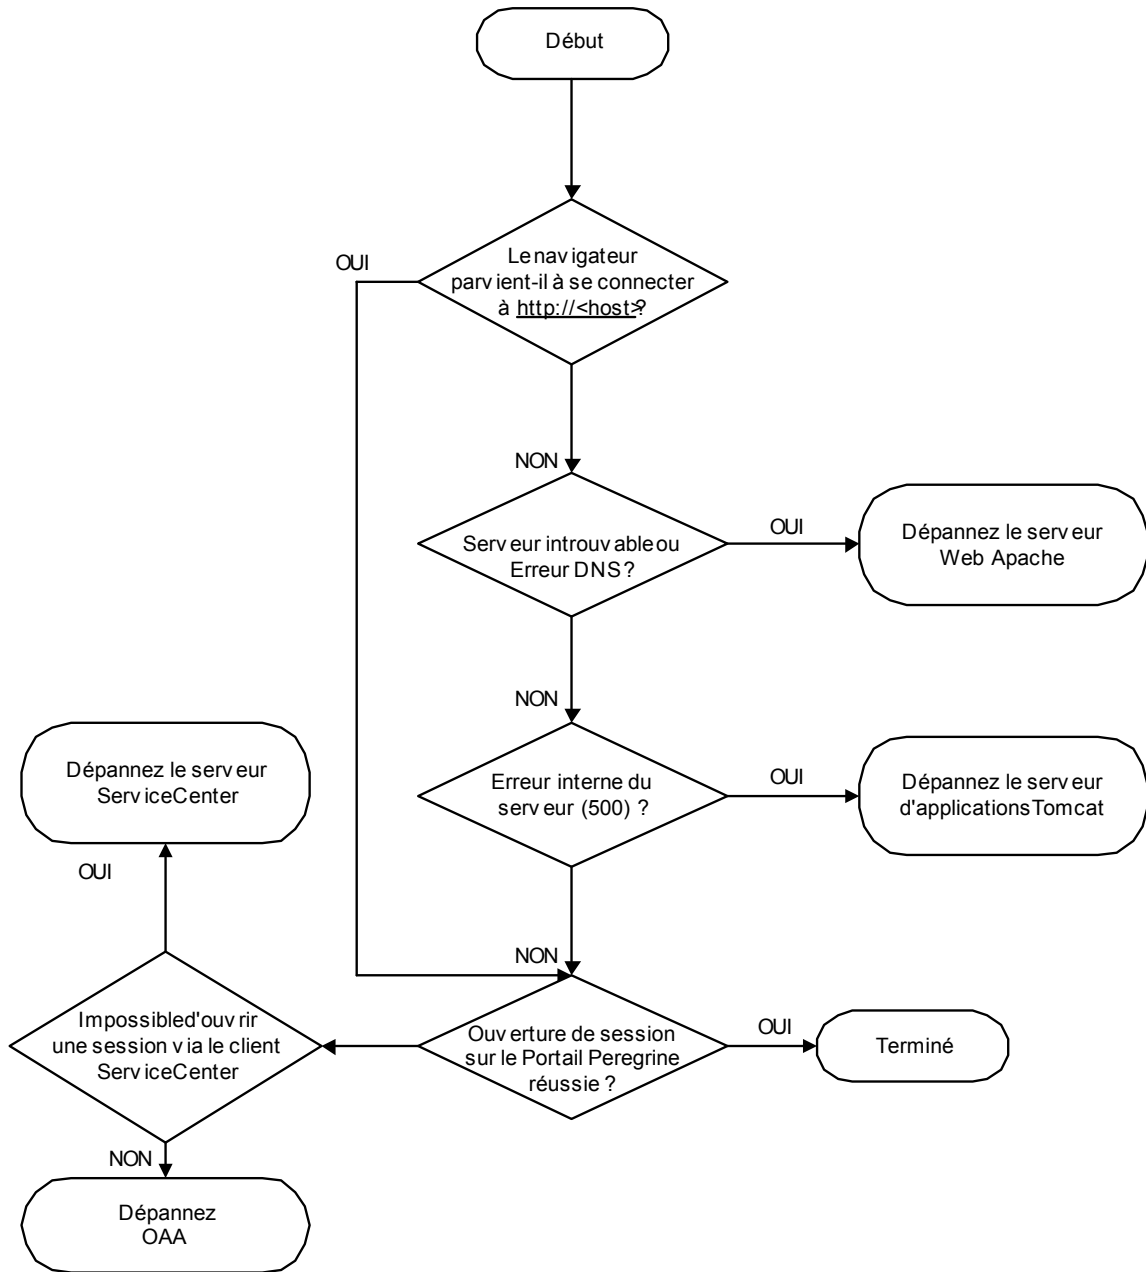 Début
Le navigateur
parvient-il à se connecter
à http://<host>?
OUI
NON
Serveur introuvable ou
Erreur DNS ?
OUI
Dépannez le serveur
Web Apache
NON
Erreur interne du
serveur (500) ?
OUI
Dépannez le serveur
d'applications Tomcat
NON
Ouverture de session
sur le Portail Peregrine
réussie ?
OUI
Terminé
Impossible d'ouvrir
une session via le client
ServiceCenter
OUI
Dépannez le serveur
ServiceCenter
NON
Dépannez
OAA